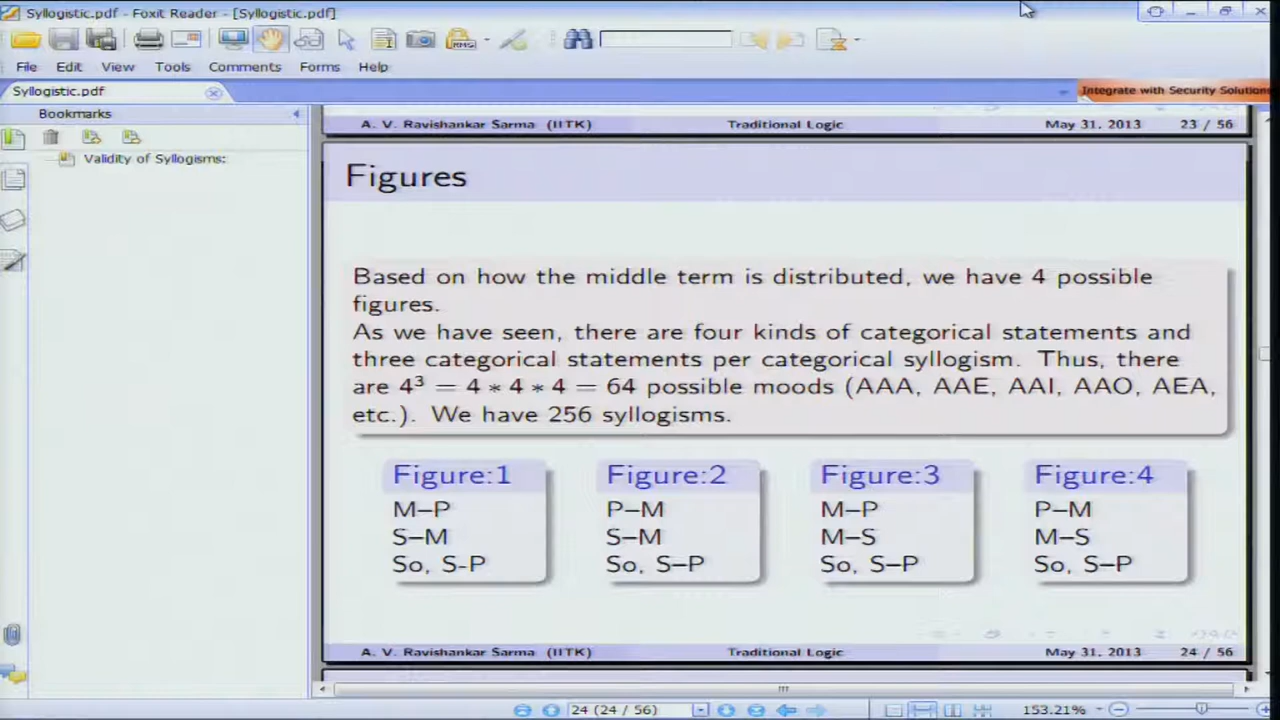 Syllogistic.pdf - Foxit Reader - [Syllogistic.pdf]
RMS
File Edit View Tools Comments Forms Help
Syllogistic.pdf
Integrate with Security Solutions
Bookmarks
Validity of Syllogisms:
A. V. Ravishankar Sarma (IITK) Traditional Logic May 31, 2013 23 / 56
Figures
Based on how the middle term is distributed, we have 4 possible
figures.
As we have seen, there are four kinds of categorical statements and
three categorical statements per categorical syllogism. Thus, there
are 4³ = 4 * 4 * 4 = 64 possible moods (AAA, AAE, AAI, AAO, AEA,
etc.). We have 256 syllogisms.
Figure:1
M–P
S–M
So, S-P
Figure:2
P–M
S–M
So, S–P
Figure:3
M–P
M–S
So, S–P
Figure:4
P–M
M–S
So, S–P
A. V. Ravishankar Sarma (IITK) Traditional Logic May 31, 2013 24 / 56
24 (24 / 56)
153.21%